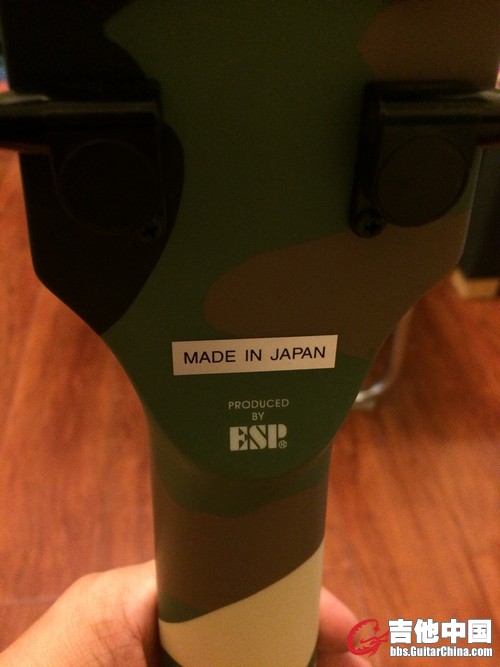 MADE IN JAPAN
PRODUCED
BY
ESP®
吉他中国
bbs.GuitarChina.com